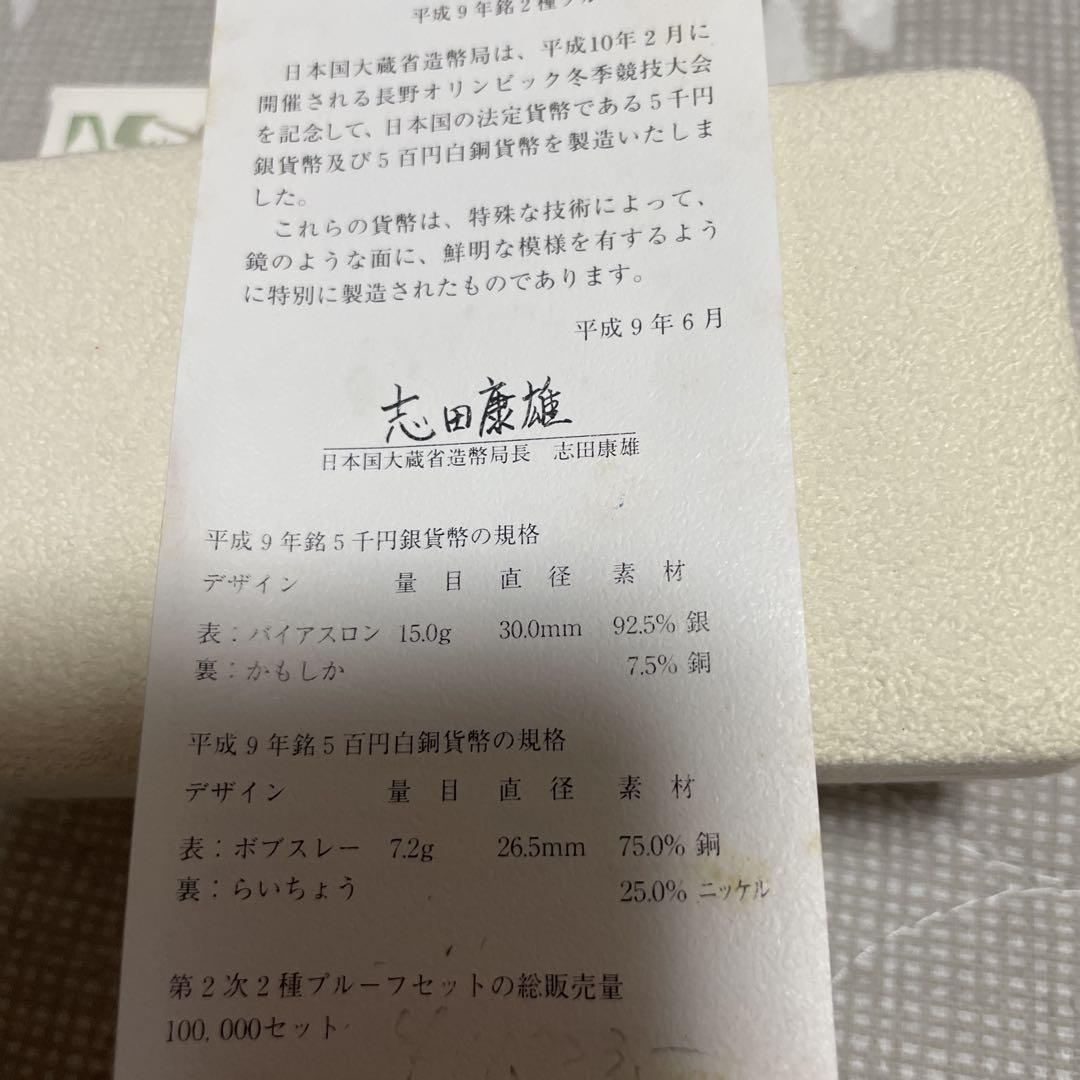 平成9年銘2種プルー
日本国大蔵省造幣局は、平成10年2月に
開催される長野オリンピック冬季競技大会
を記念して、日本国の法定貨幣である5千円
銀貨幣及び5百円白銅貨幣を製造いたしま
した。
これらの貨幣は、特殊な技術によって、
鏡のような面に、鮮明な模様を有するよう
に特別に製造されたものであります。
平成9年6月
志田康雄
日本国大蔵省造幣局長 志田康雄
平成9年銘5千円銀貨幣の規格
デザイン 量目 直径 素材
表：バイアスロン 15.0g 30.0mm 92.5% 銀
裏：かもしか 7.5% 銅
平成9年銘5百円白銅貨幣の規格
デザイン 量目 直径 素材
表：ボブスレー 7.2g 26.5mm 75.0% 銅
裏：らいちょう 25.0% ニッケル
第2次2種プルーフセットの総販売量
100,000セット